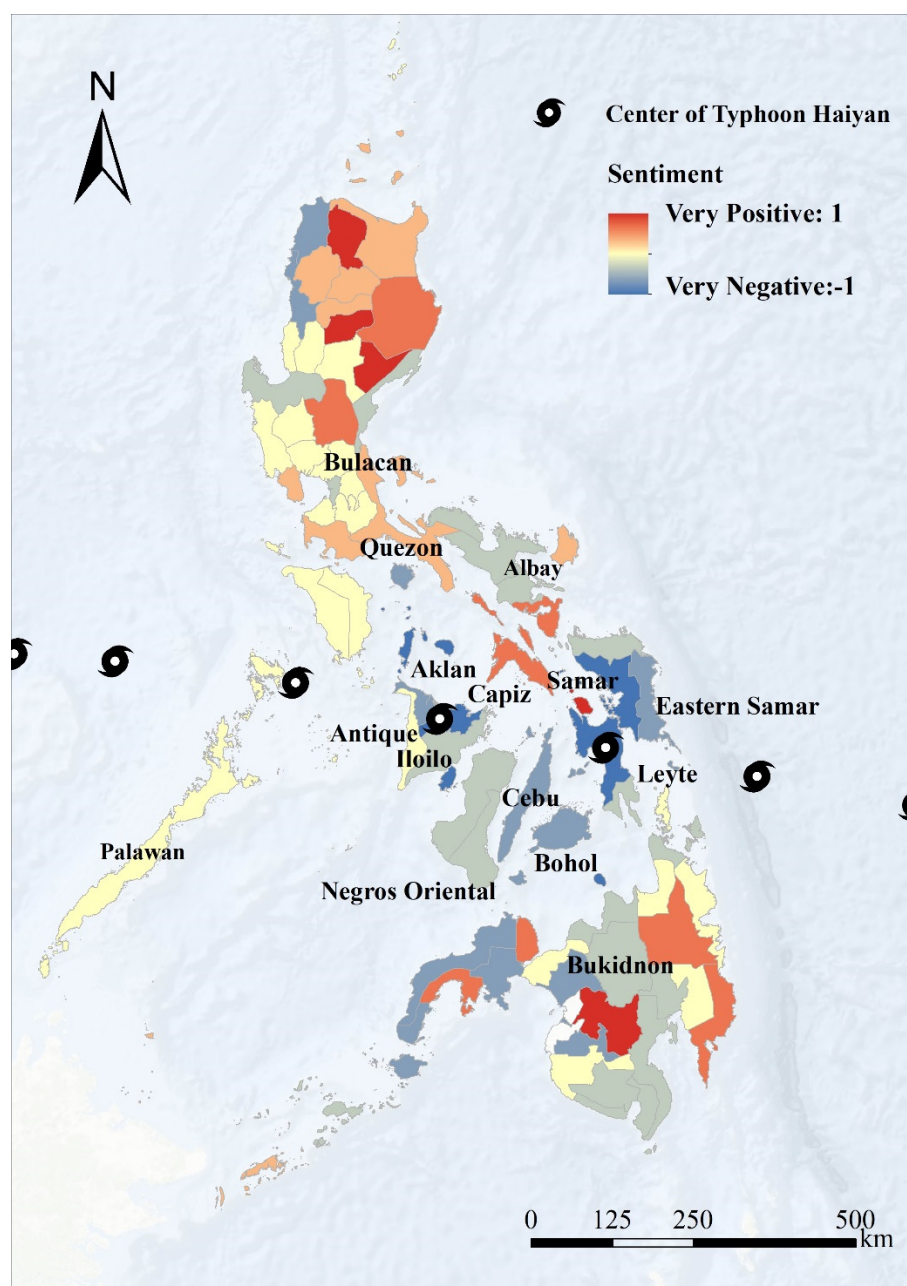 N
Center of Typhoon Haiyan
Sentiment
Very Positive: 1
Very Negative:-1
Bulacan
Quezon
Albay
Aklan
Capiz
Samar
Eastern Samar
Antique
Iloilo
Leyte
Cebu
Palawan
Bohol
Negros Oriental
Bukidnon
0 125 250 500
km